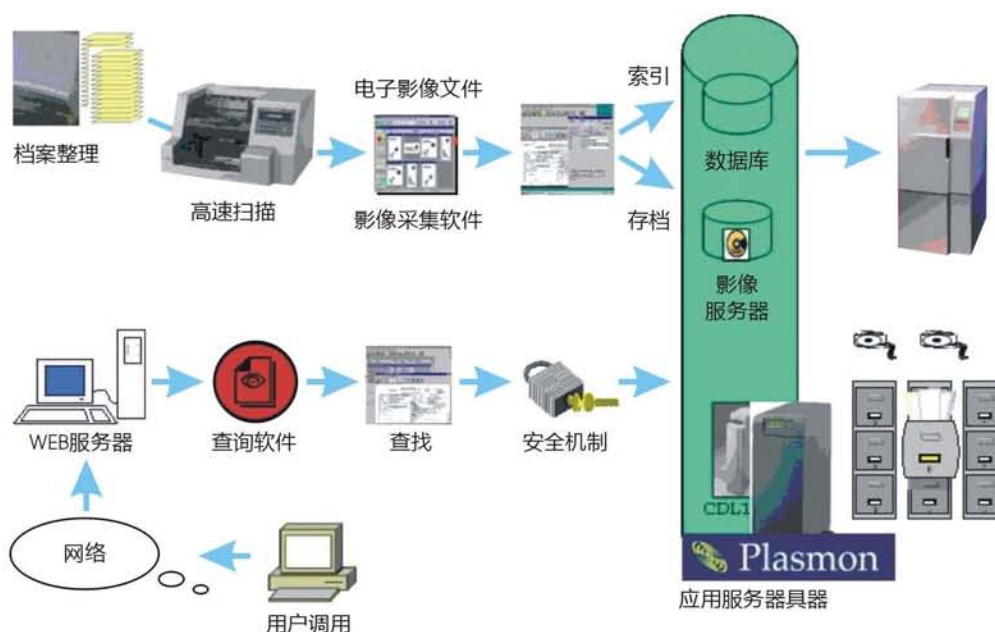 电子影像文件
索引
档案整理
高速扫描
影像采集软件
数据库
存档
影像
服务器
WEB服务器
查询软件
查找
安全机制
网络
Plasmon
应用服务器具器
用户调用